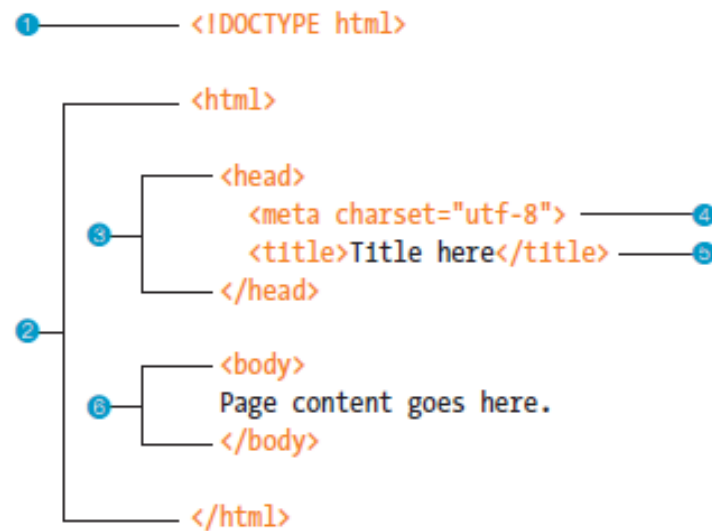 1 <!DOCTYPE html>
<html>
<head>
<meta charset="utf-8"> 4
3 <title>Title here</title> 5
</head>
2
<body>
6 Page content goes here.
</body>
</html>